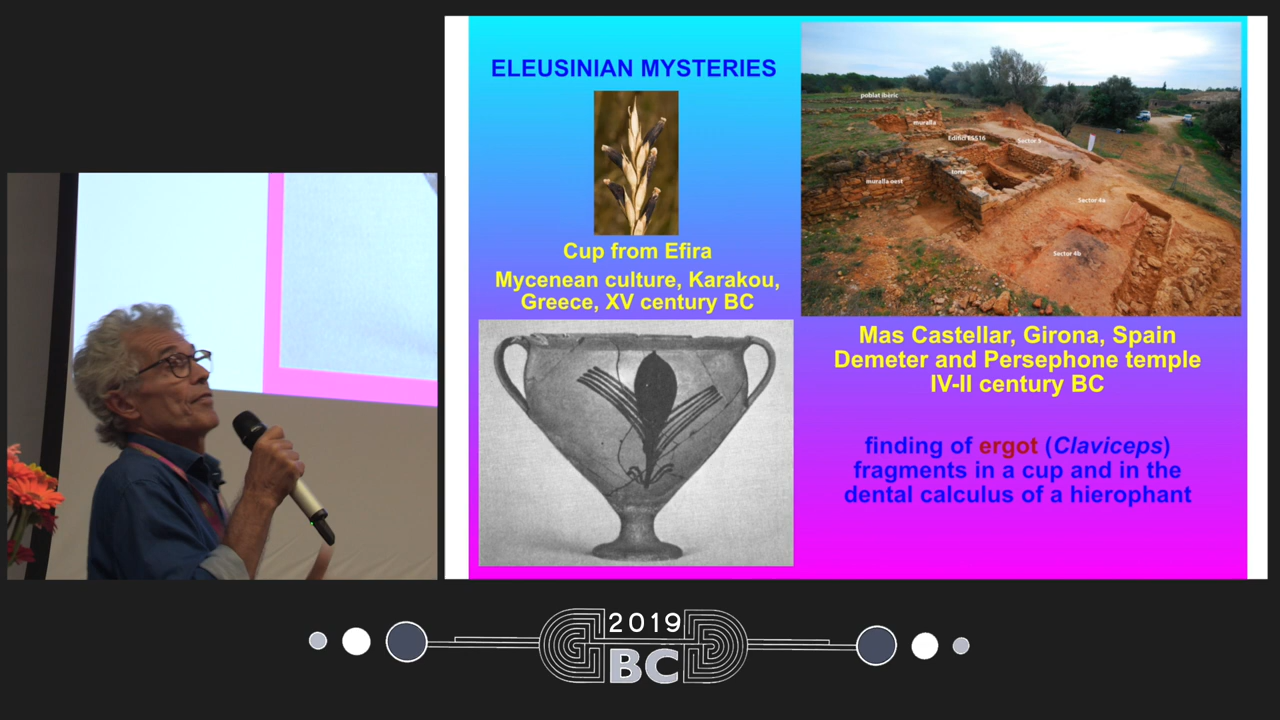 ELEUSINIAN MYSTERIES
Cup from Efira
Mycenean culture, Karakou,
Greece, XV century BC
poblat ibèric
muralla
Edifici ES516
Sector 5
muralla oest
torre
Sector 4a
Sector 4b
Mas Castellar, Girona, Spain
Demeter and Persephone temple
IV-II century BC
finding of ergot (Claviceps)
fragments in a cup and in the
dental calculus of a hierophant
2019
BC